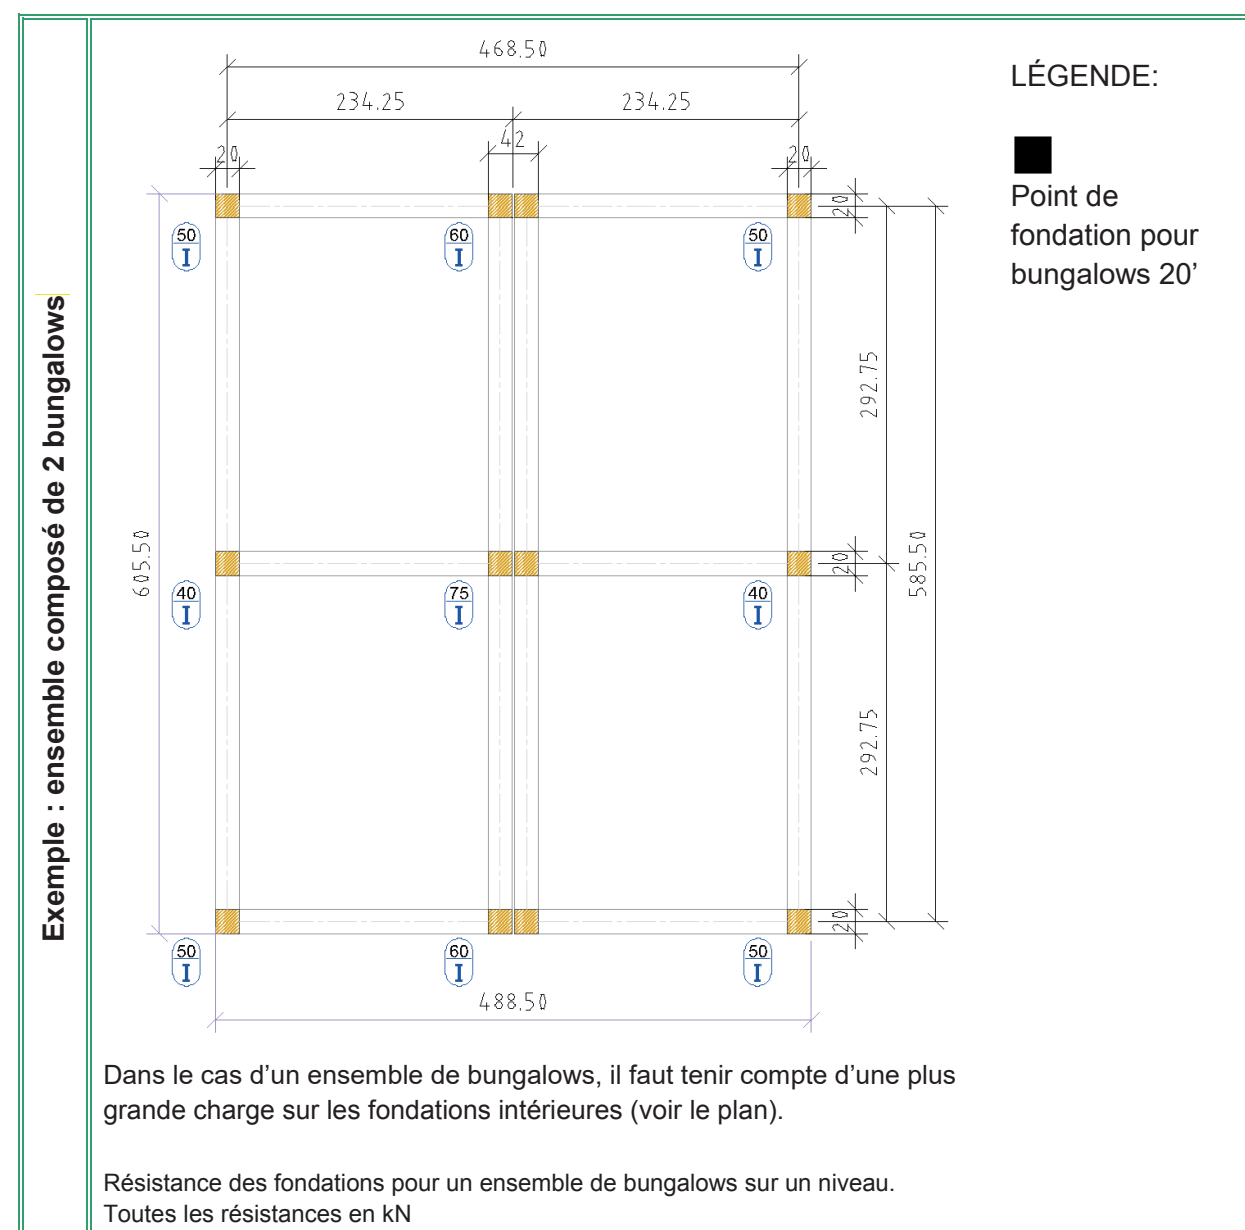 Exemple : ensemble composé de 2 bungalows
468.50
234.25
234.25
42
20
20
20
50
I
60
I
50
I
292.75
605.50
585.50
20
40
I
75
I
40
I
292.75
20
50
I
60
I
50
I
488.50
LÉGENDE:
Point de
fondation pour
bungalows 20’
Dans le cas d’un ensemble de bungalows, il faut tenir compte d’une plus
grande charge sur les fondations intérieures (voir le plan).
Résistance des fondations pour un ensemble de bungalows sur un niveau.
Toutes les résistances en kN